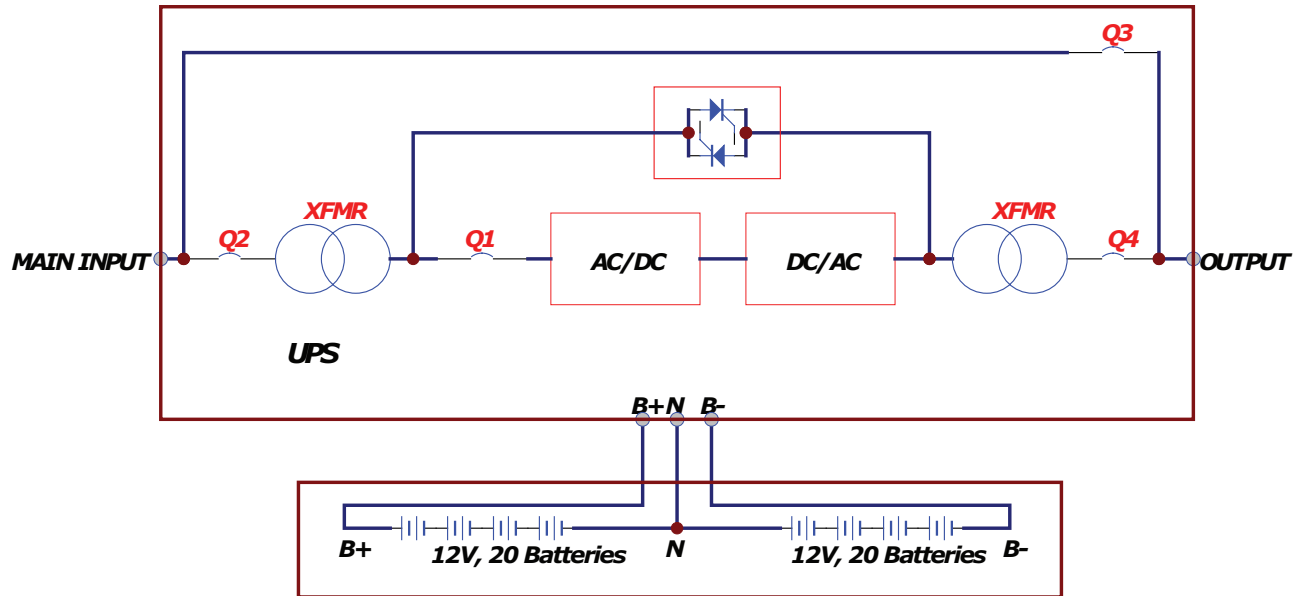 Q3
XFMR
XFMR
Q2
Q1
Q4
MAIN INPUT
AC/DC
DC/AC
OUTPUT
UPS
B+ N B-
B+
12V, 20 Batteries
N
12V, 20 Batteries
B-